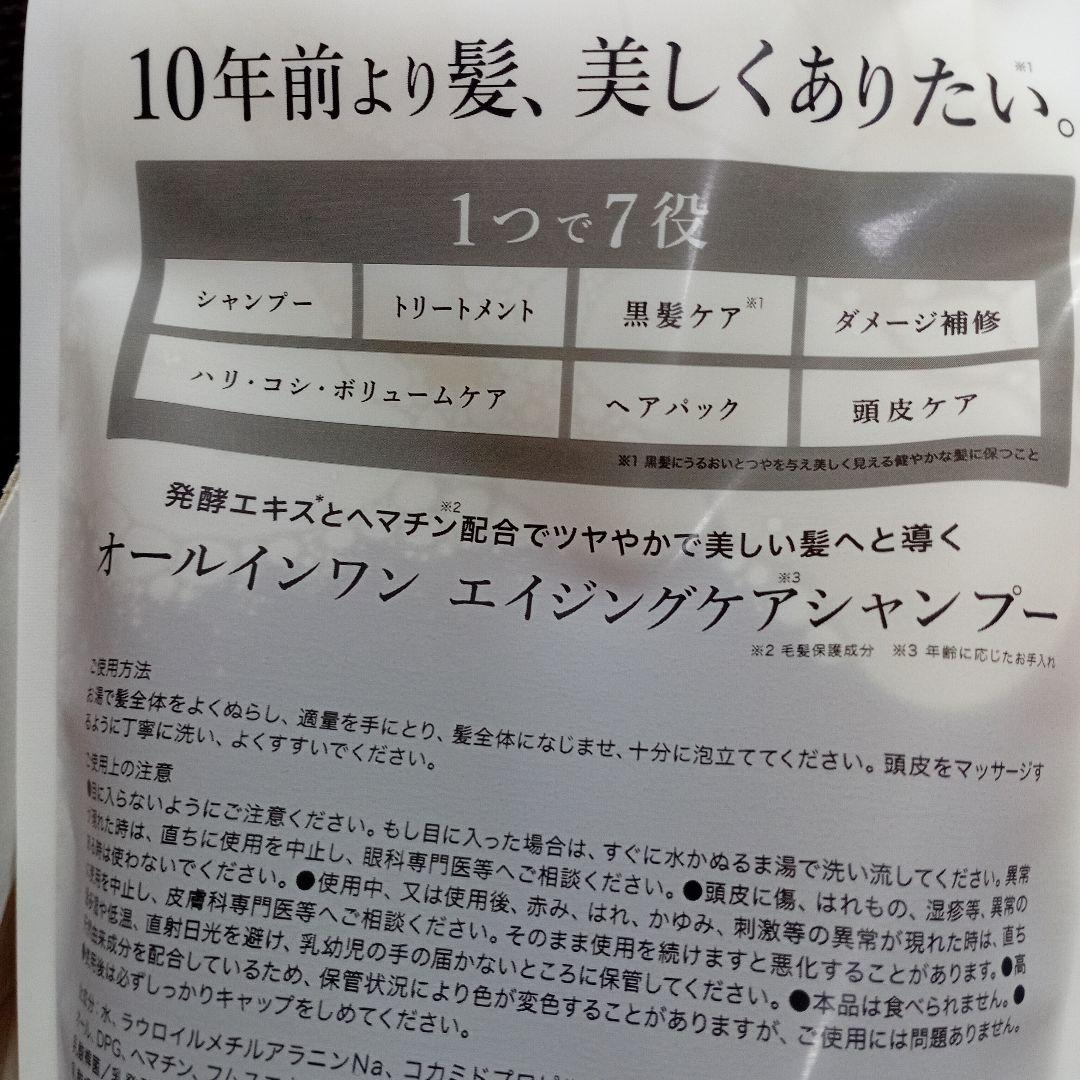 10年前より髪、美しくありたい。※1
1つで7役
シャンプー
トリートメント
黒髪ケア※1
ダメージ補修
ハリ・コシ・ボリュームケア
ヘアパック
頭皮ケア
※1 黒髪にうるおいとつやを与え美しく見える健やかな髪に保つこと
発酵エキス*とヘマチン※2配合でツヤやかで美しい髪へと導く
オールインワン エイジングケア※3シャンプー
※2 毛髪保護成分 ※3 年齢に応じたお手入れ
ご使用方法
お湯で髪全体をよくぬらし、適量を手にとり、髪全体になじませ、十分に泡立ててください。頭皮をマッサージす
るように丁寧に洗い、よくすすいでください。
ご使用上の注意
●目に入らないようにご注意ください。もし目に入った場合は、すぐに水かぬるま湯で洗い流してください。異常
が現れた時は、直ちに使用を中止し、眼科専門医等へご相談ください。●頭皮に傷、はれもの、湿疹等、異常の
ある時は使わないでください。●使用中、又は使用後、赤み、はれ、かゆみ、刺激等の異常が現れた時は、直ち
に使用を中止し、皮膚科専門医等へご相談ください。そのまま使用を続けますと悪化することがあります。●高
温や低温、直射日光を避け、乳幼児の手の届かないところに保管してください。●本品は食べられません。●
由来成分を配合しているため、保管状況により色が変色することがありますが、ご使用には問題ありません。
使用後は必ずしっかりキャップをしめてください。
成分:水、ラウロイルメチルアラニンNa、コカミドプロピ
ール、DPG、ヘマチン、フムス